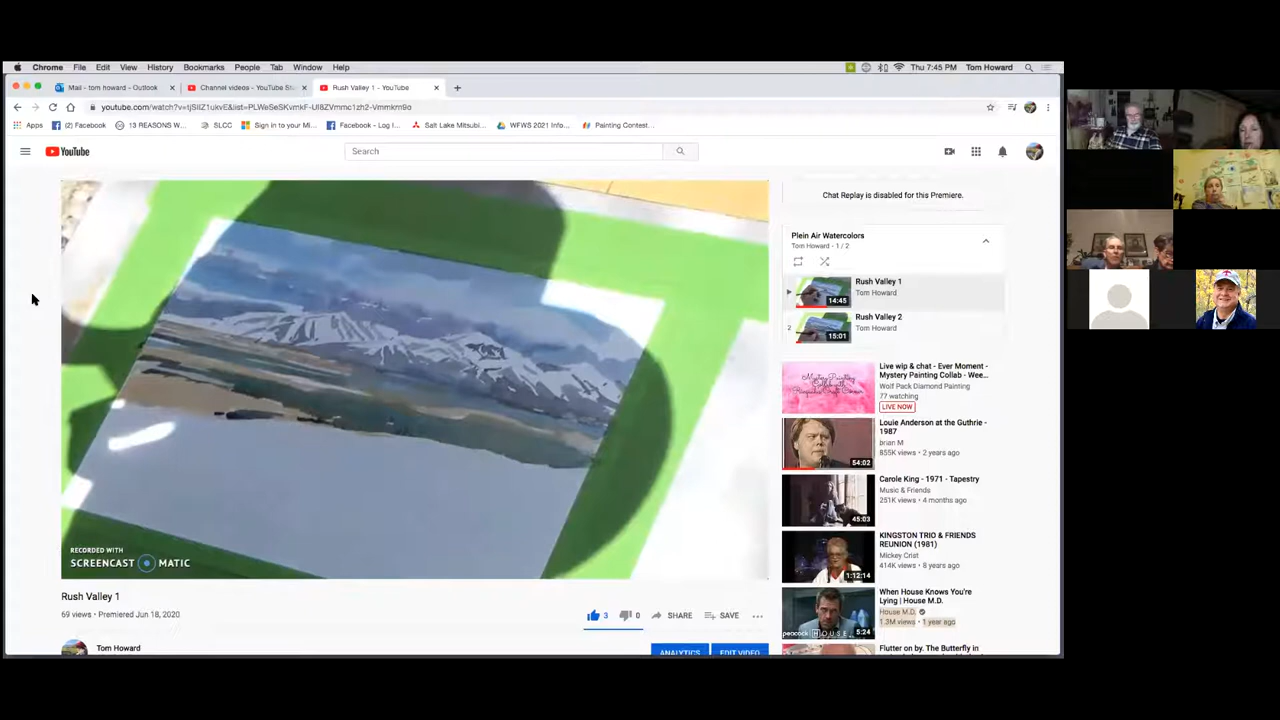 Chrome File Edit View History Bookmarks People Tab Window Help Thu 7:45 PM Tom Howard
Mail - tom howard - Outlook
Channel videos - YouTube St
Rush Valley 1 - YouTube
Apps (2) Facebook 13 REASONS W... SLCC Sign in to your Mi... Facebook - Log I... Salt Lake Mitsubi... WFWS 2021 Info... Painting Contest...
YouTube
Search
Chat Replay is disabled for this Premiere.
Plein Air Watercolors
Tom Howard - 1 / 2
Rush Valley 1
Tom Howard
14:45
2
Rush Valley 2
Tom Howard
15:01
Live wip & chat - Ever Moment -
Mystery Painting Collab - Wee...
Wolf Pack Diamond Painting
77 watching
LIVE NOW
Louie Anderson at the Guthrie -
1987
brian M
855K views • 2 years ago
54:02
Carole King - 1971 - Tapestry
Music & Friends
251K views • 4 months ago
45:03
KINGSTON TRIO & FRIENDS
REUNION (1981)
Mickey Crist
414K views • 8 years ago
1:12:14
When House Knows You're
Lying | House M.D.
House M.D.
1.3M views • 1 year ago
peacock HOUSE
5:24
Flutter on by. The Butterfly in
RECORDED WITH
SCREENCAST MATIC
Rush Valley 1
69 views • Premiered Jun 18, 2020
3 0 SHARE SAVE
Tom Howard
ANALYTICS EDIT VIDEO